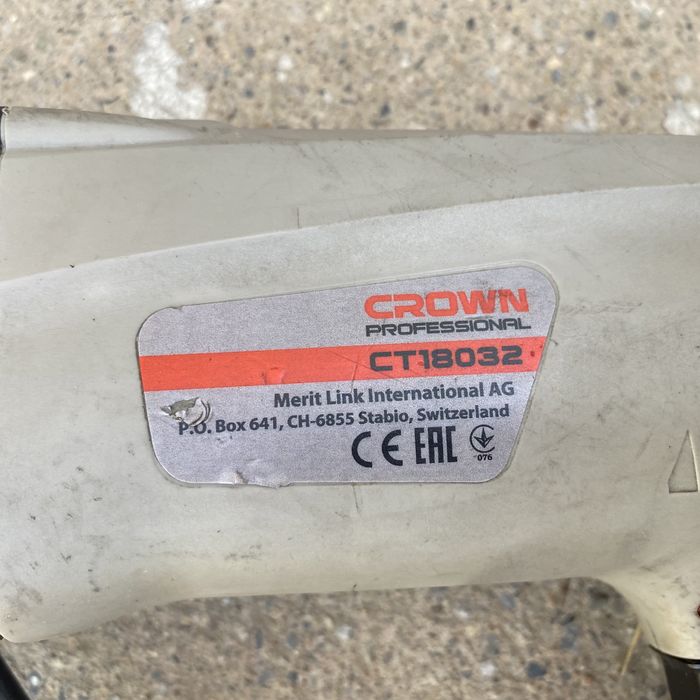 CROWN
PROFESSIONAL
CT18032
Merit Link International AG
P.O. Box 641, CH-6855 Stabio, Switzerland
CE EAC
076